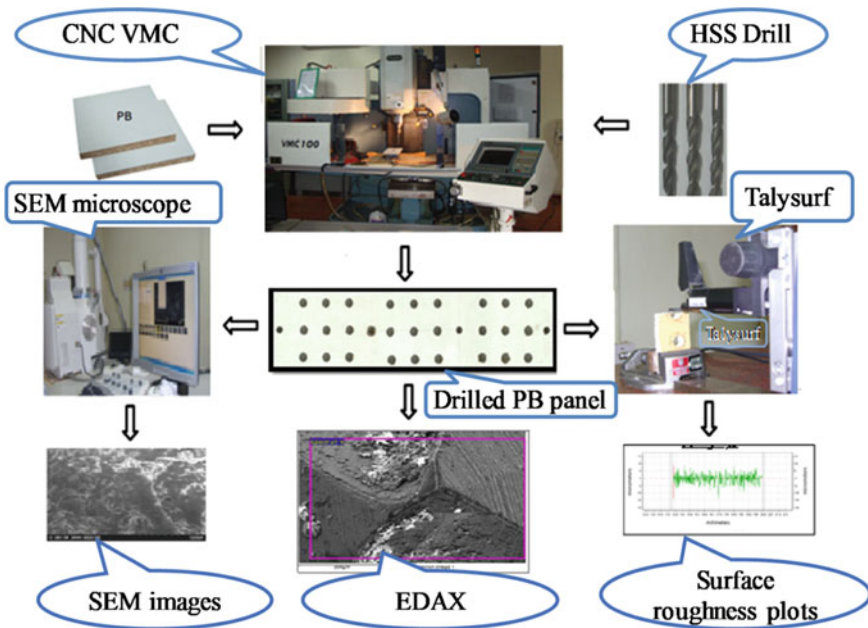 CNC VMC
HSS Drill
PB
VMC 100
SEM microscope
Talysurf
Talysurf
Drilled PB panel
SEM images
EDAX
Surface
roughness plots